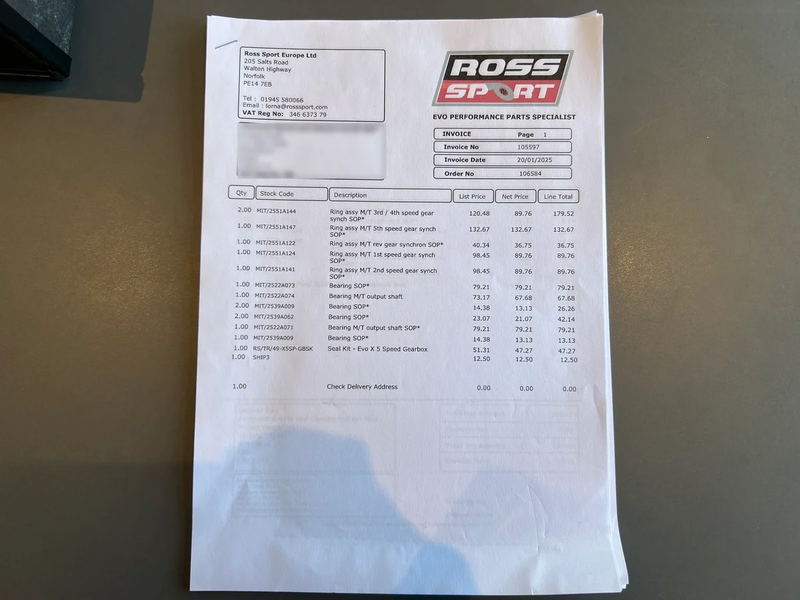 Ross Sport Europe Ltd
205 Salts Road
Walton Highway
Norfolk
PE14 7EB
Tel : 01945 580066
Email : lorna@rosssport.com
VAT Reg No: 346 6373 79
ROSS
SPORT
EVO PERFORMANCE PARTS SPECIALIST
INVOICE Page 1
Invoice No 105597
Invoice Date 20/01/2025
Order No 106584
Qty Stock Code Description List Price Net Price Line Total
2.00 MIT/2551A144 Ring assy M/T 3rd / 4th speed gear 120.48 89.76 179.52
synch SOP*
1.00 MIT/2551A147 Ring assy M/T 5th speed gear synch 132.67 132.67 132.67
SOP*
1.00 MIT/2551A122 Ring assy M/T rev gear synchron SOP* 40.34 36.75 36.75
1.00 MIT/2551A124 Ring assy M/T 1st speed gear synch 98.45 89.76 89.76
SOP*
1.00 MIT/2551A141 Ring assy M/T 2nd speed gear synch 98.45 89.76 89.76
SOP*
1.00 MIT/2522A073 Bearing SOP* 79.21 79.21 79.21
1.00 MIT/2522A074 Bearing M/T output shaft 73.17 67.68 67.68
2.00 MIT/2539A009 Bearing SOP* 14.38 13.13 26.26
2.00 MIT/2539A062 Bearing SOP* 23.07 21.07 42.14
1.00 MIT/2522A071 Bearing M/T output shaft SOP* 79.21 79.21 79.21
1.00 MIT/2539A009 Bearing SOP* 14.38 13.13 13.13
1.00 RS/TR/49-X5SP-GBSK Seal Kit - Evo X 5 Speed Gearbox 51.31 47.27 47.27
1.00 SHIP3 12.50 12.50 12.50
1.00 Check Delivery Address 0.00 0.00 0.00